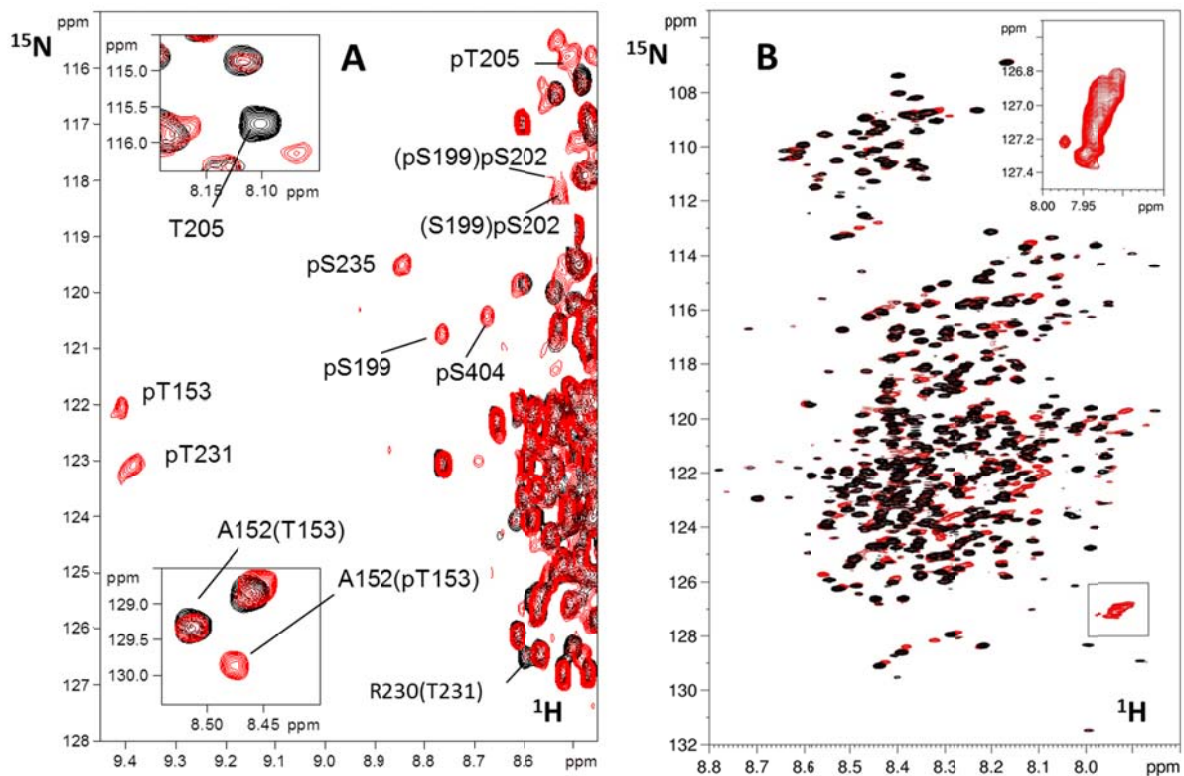 ppm
15N
A
116
117
118
119
120
121
122
123
124
125
126
127
128
ppm
115.0
115.5
116.0
8.15 8.10 ppm
T205
pT205
(pS199)pS202
(S199)pS202
pS235
pS199
pS404
pT153
pT231
A152(T153)
A152(pT153)
ppm
129.0
129.5
130.0
8.50 8.45 ppm
R230(T231)
1H
9.4 9.3 9.2 9.1 9.0 8.9 8.8 8.7 8.6 ppm
ppm
15N
B
108
110
112
114
116
118
120
122
124
126
128
130
132
ppm
126.8
127.0
127.2
127.4
8.00 7.95 ppm
1H
8.8 8.7 8.6 8.5 8.4 8.3 8.2 8.1 8.0 ppm